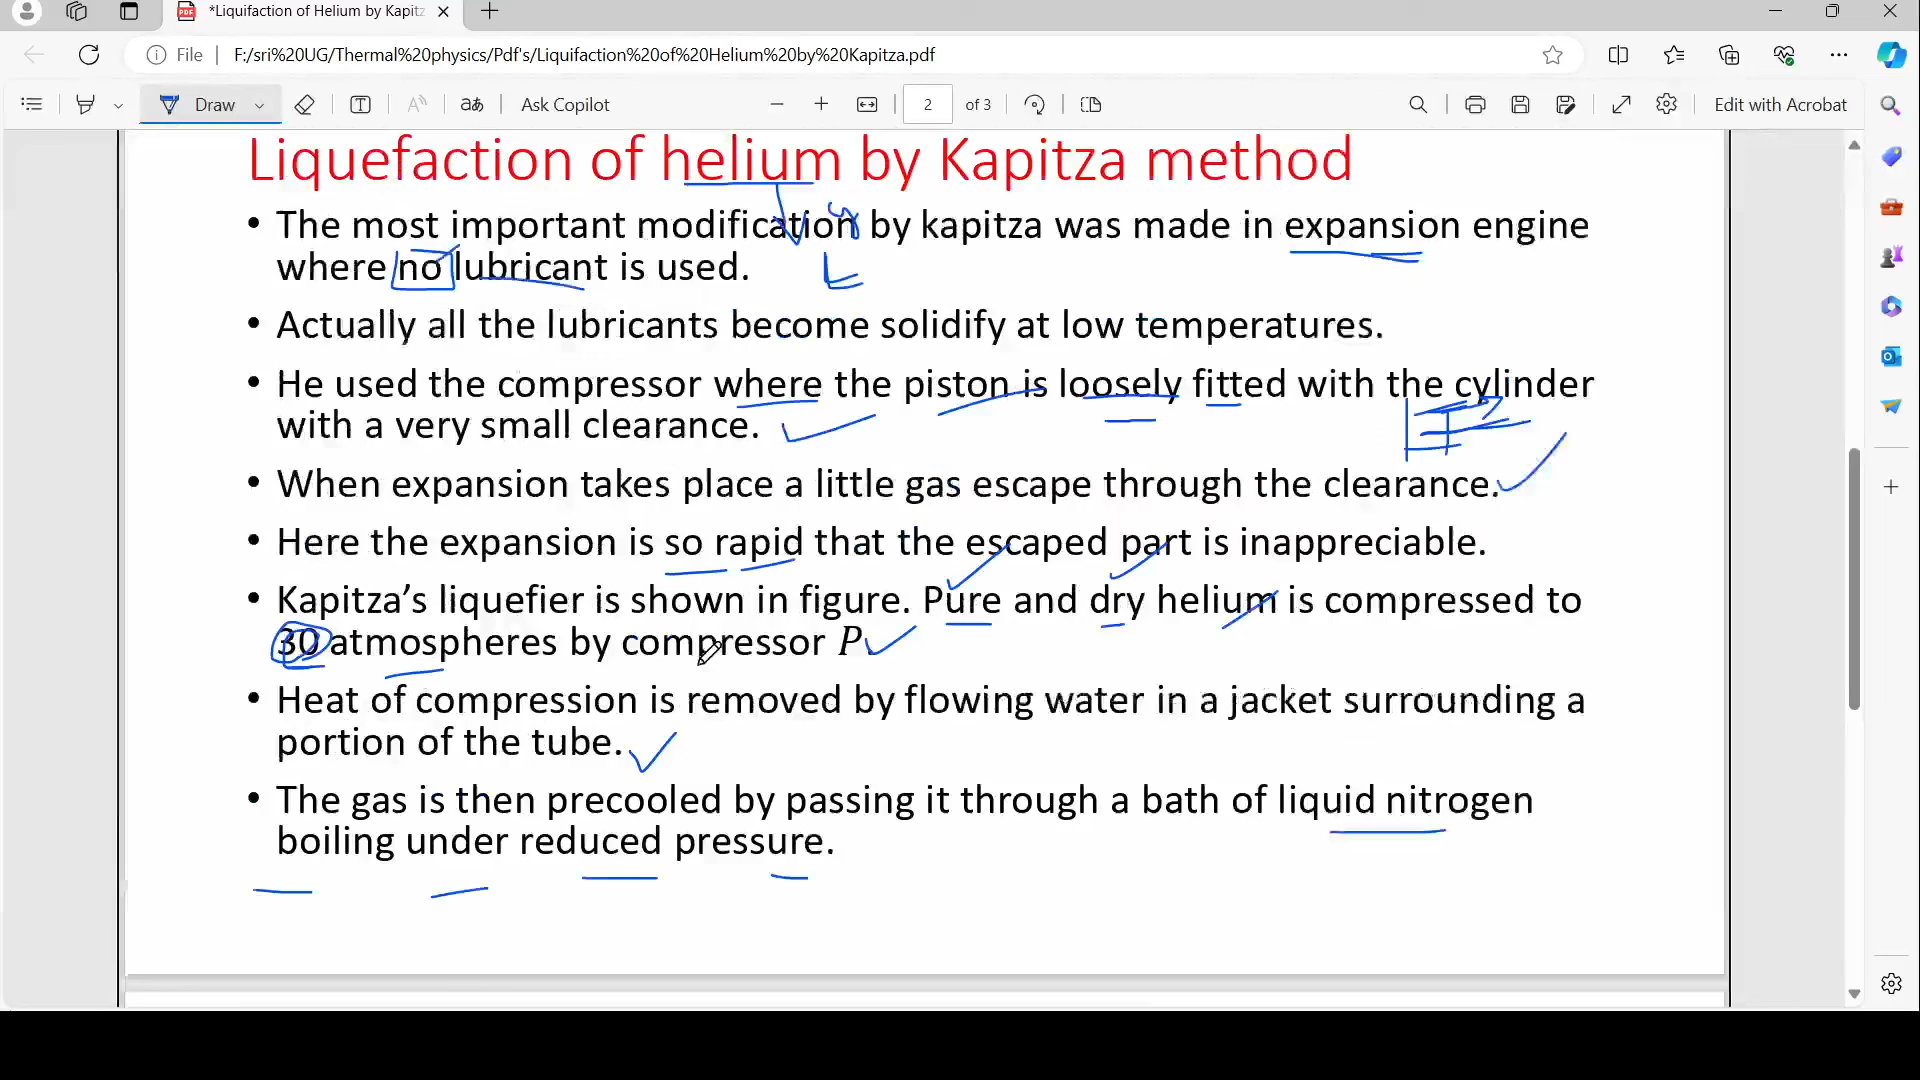 *Liquifaction of Helium by Kapitz
File F:/sri%20UG/Thermal%20physics/Pdf's/Liquifaction%20of%20Helium%20by%20Kapitza.pdf
Draw Ask Copilot 2 of 3 Edit with Acrobat
Liquefaction of helium by Kapitza method
• The most important modification by kapitza was made in expansion engine
where no lubricant is used.
• Actually all the lubricants become solidify at low temperatures.
• He used the compressor where the piston is loosely fitted with the cylinder
with a very small clearance.
• When expansion takes place a little gas escape through the clearance.
• Here the expansion is so rapid that the escaped part is inappreciable.
• Kapitza’s liquefier is shown in figure. Pure and dry helium is compressed to
30 atmospheres by compressor P.
• Heat of compression is removed by flowing water in a jacket surrounding a
portion of the tube.
• The gas is then precooled by passing it through a bath of liquid nitrogen
boiling under reduced pressure.